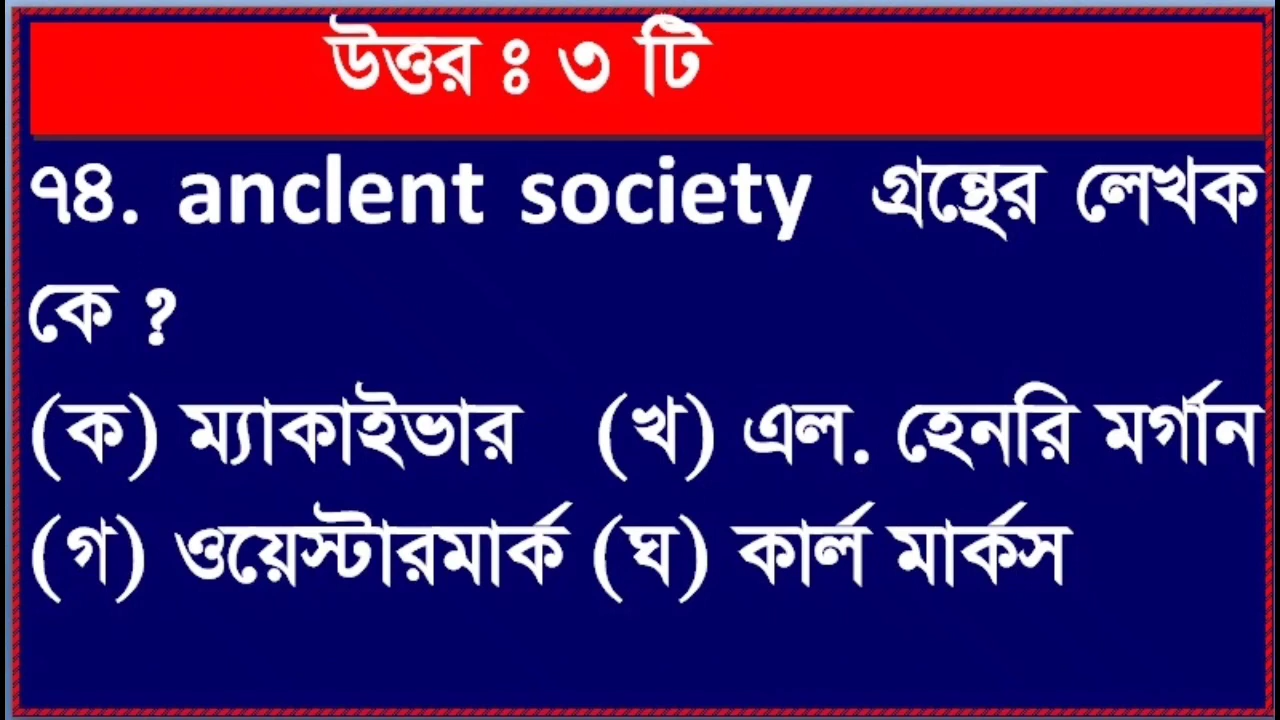 উত্তর ঃ ৩ টি
৭৪. anclent society গ্রন্থের লেখক
কে ?
(ক) ম্যাকাইভার (খ) এল. হেনরি মর্গান
(গ) ওয়েস্টারমার্ক (ঘ) কার্ল মার্কস